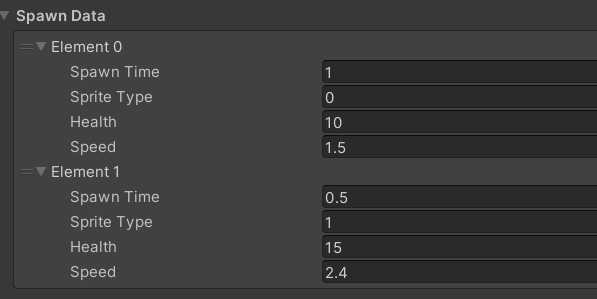 Spawn Data
Element 0
Spawn Time 1
Sprite Type 0
Health 10
Speed 1.5
Element 1
Spawn Time 0.5
Sprite Type 1
Health 15
Speed 2.4